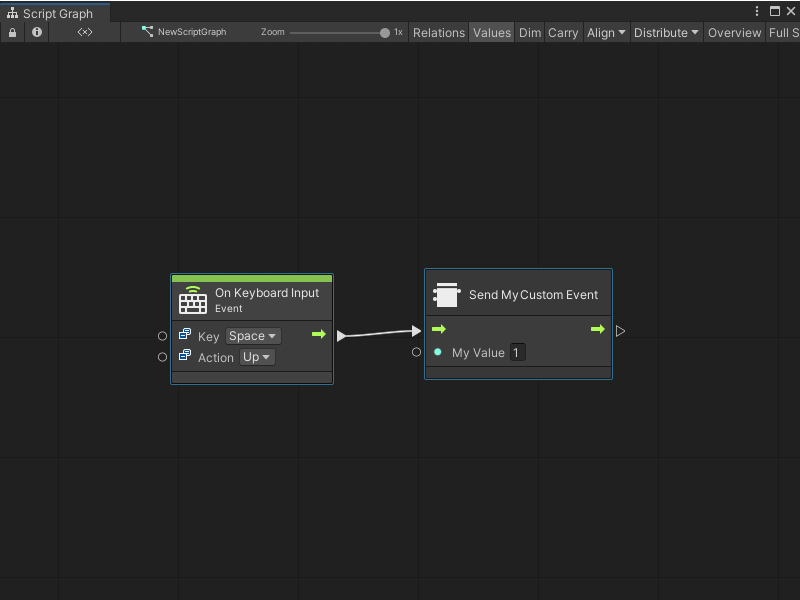 Script Graph
NewScriptGraph Zoom 1x Relations Values Dim Carry Align Distribute Overview Full S
On Keyboard Input
Event
Key Space
Action Up
Send My Custom Event
My Value 1